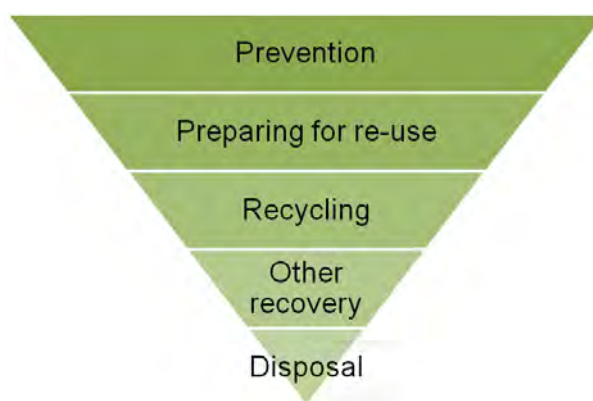 Prevention
Preparing for re-use
Recycling
Other
recovery
Disposal